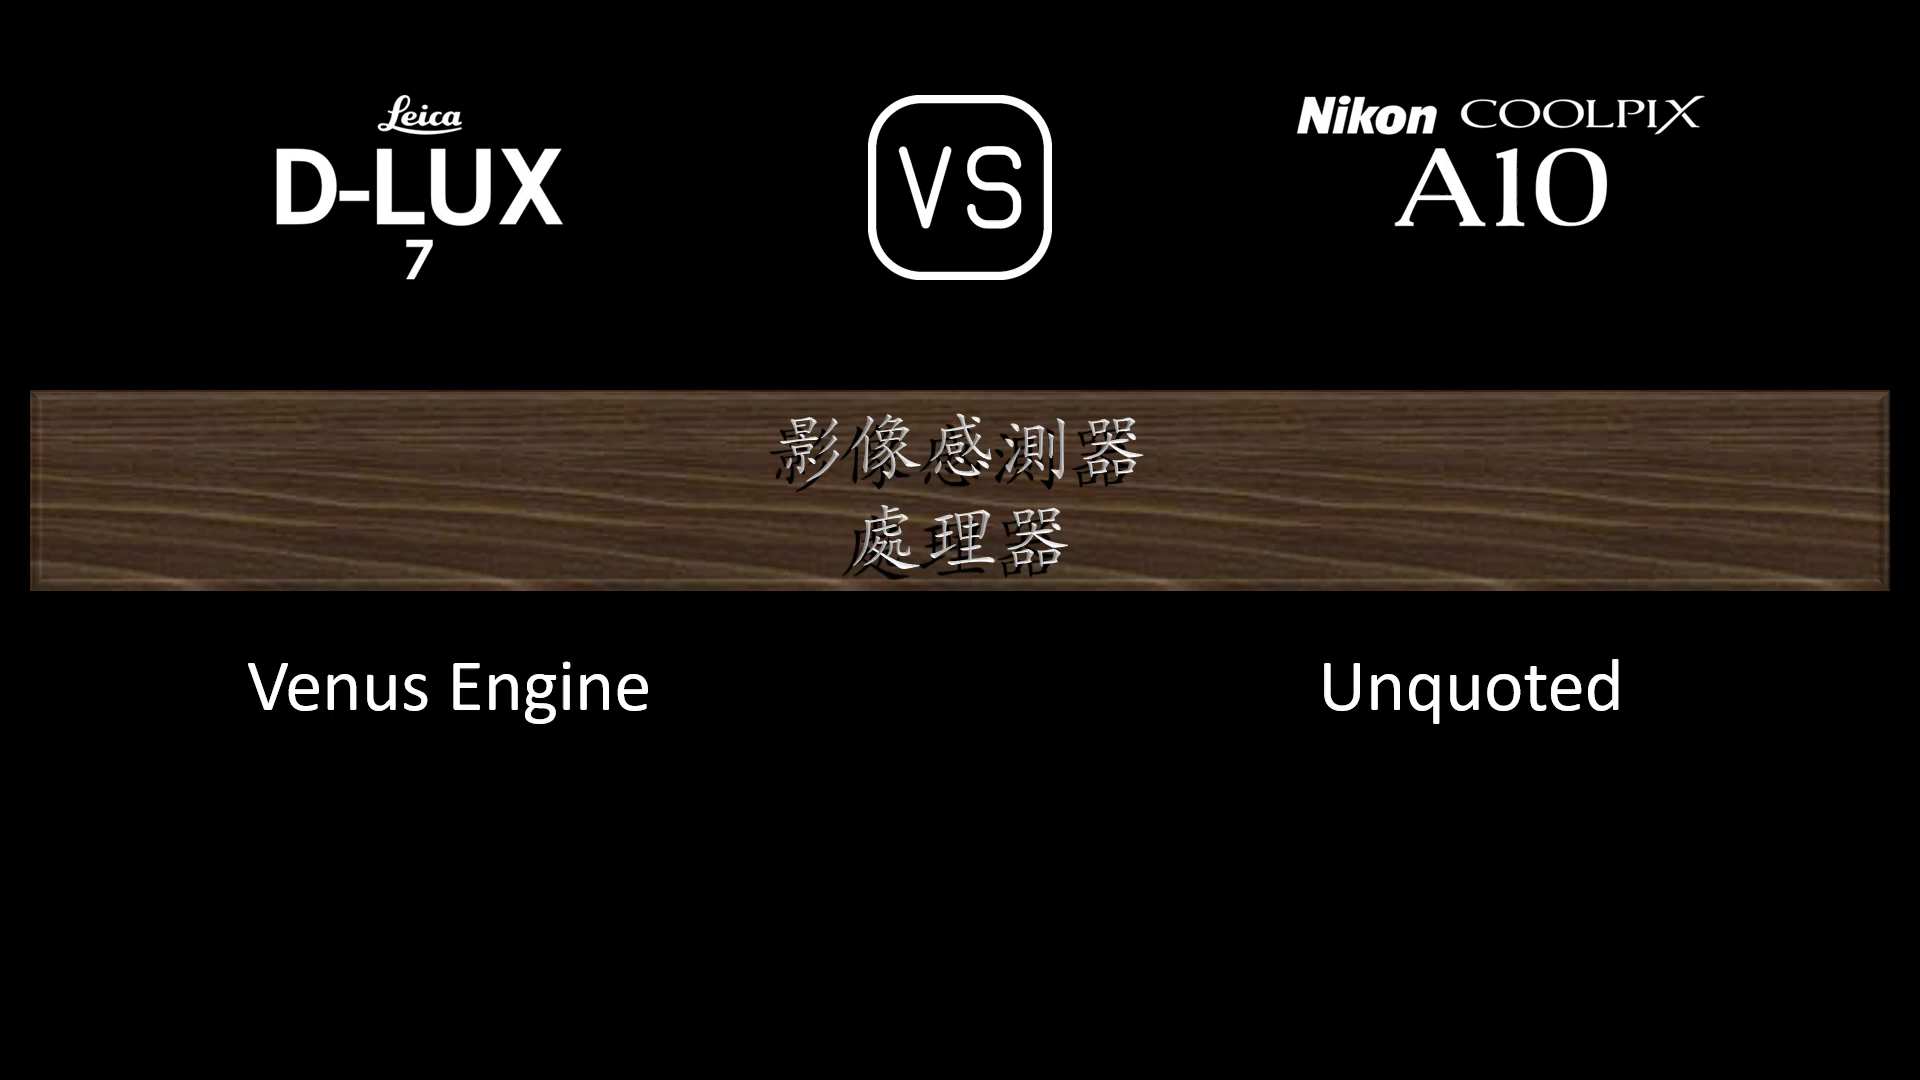 Leica
D-LUX
7
VS
Nikon COOLPIX
A10
影像感測器
處理器
Venus Engine
Unquoted